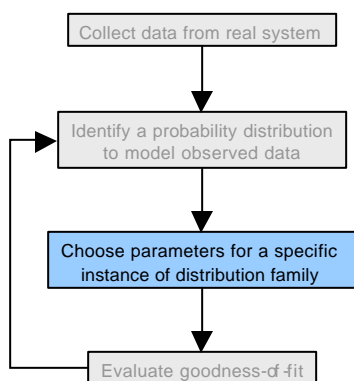 Collect data from real system
Identify a probability distribution
to model observed data
Choose parameters for a specific
instance of distribution family
Evaluate goodness-of-fit